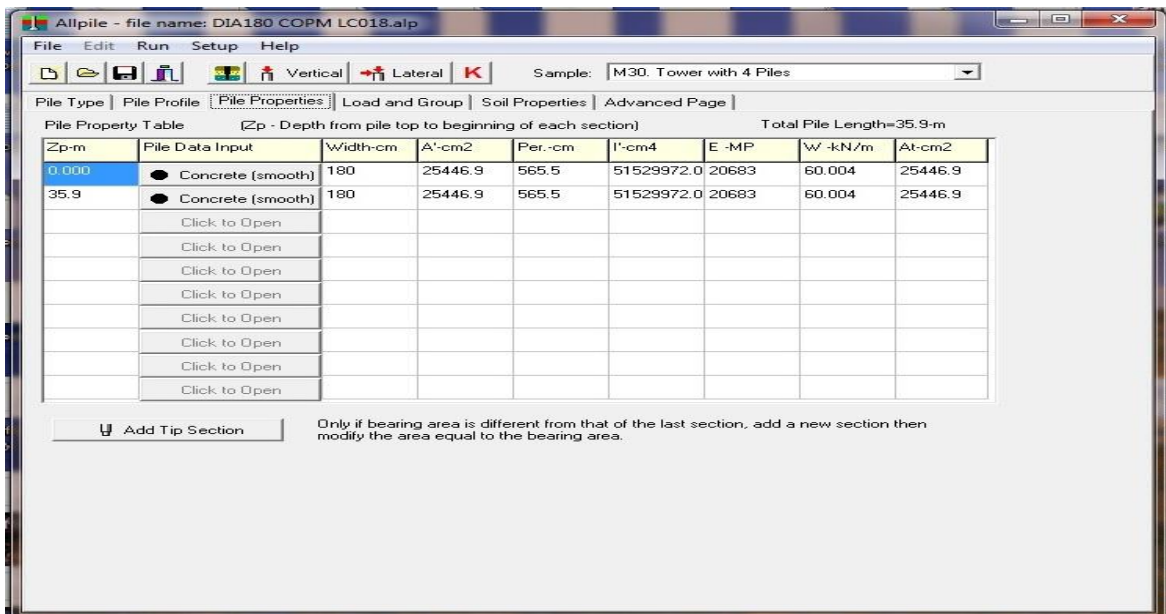 Allpile - file name: DIA180 COPM LC018.alp
File Edit Run Setup Help
Vertical Lateral K Sample: M30. Tower with 4 Piles
Pile Type Pile Profile Pile Properties Load and Group Soil Properties Advanced Page
Pile Property Table (Zp - Depth from pile top to beginning of each section) Total Pile Length=35.9-m
Zp-m Pile Data Input Width-cm A'-cm2 Per.-cm I'-cm4 E -MP W -kN/m At-cm2
0.000 Concrete (smooth) 180 25446.9 565.5 51529972.0 20683 60.004 25446.9
35.9 Concrete (smooth) 180 25446.9 565.5 51529972.0 20683 60.004 25446.9
Click to Open
Click to Open
Click to Open
Click to Open
Click to Open
Click to Open
Click to Open
Click to Open
Add Tip Section Only if bearing area is different from that of the last section, add a new section then
modify the area equal to the bearing area.